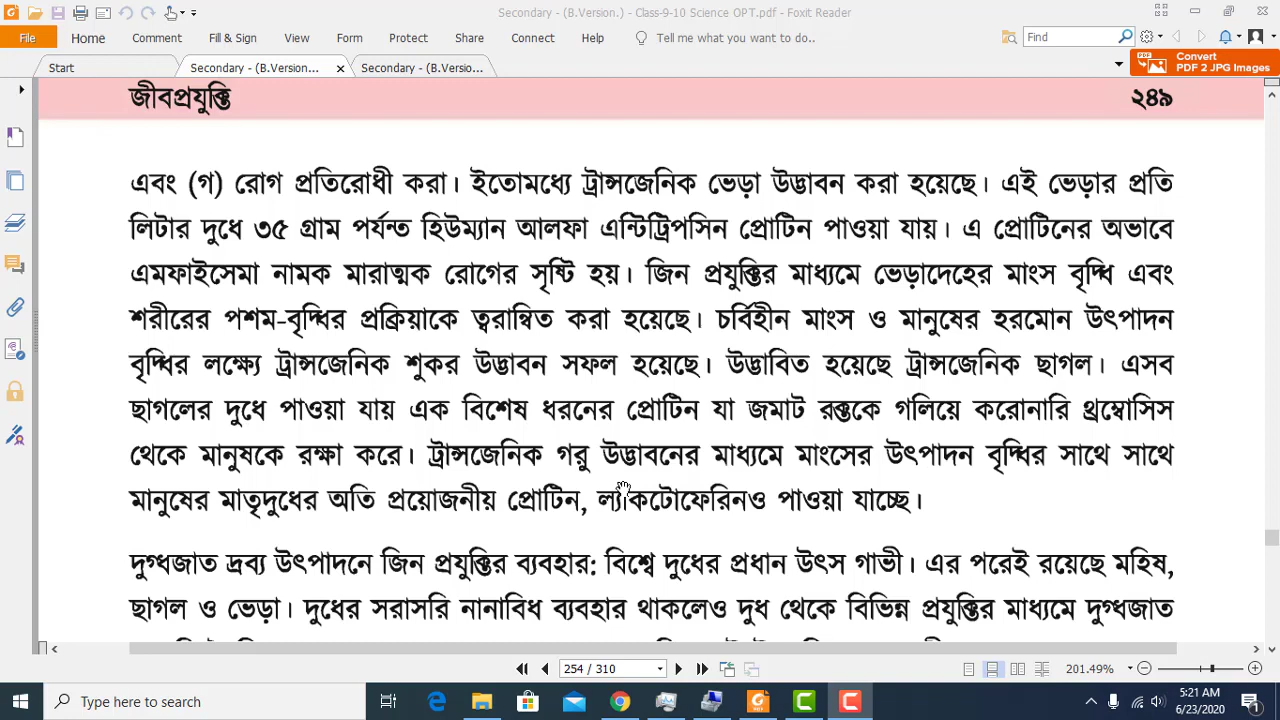 Secondary - (B.Version.) - Class-9-10 Science OPT.pdf - Foxit Reader
File Home Comment Fill & Sign View Form Protect Share Connect Help Tell me what you want to do.. Find
Start Secondary - (B.Version... Secondary - (B.Versio... Convert
PDF 2 JPG Images
জীবপ্রযুক্তি ২৪৯
এবং (গ) রোগ প্রতিরোধী করা। ইতোমধ্যে ট্রান্সজেনিক ভেড়া উদ্ভাবন করা হয়েছে। এই ভেড়ার প্রতি
লিটার দুধে ৩৫ গ্রাম পর্যন্ত হিউম্যান আলফা এন্টিট্রিপসিন প্রোটিন পাওয়া যায়। এ প্রোটিনের অভাবে
এমফাইসেমা নামক মারাত্মক রোগের সৃষ্টি হয়। জিন প্রযুক্তির মাধ্যমে ভেড়াদেহের মাংস বৃদ্ধি এবং
শরীরের পশম-বৃদ্ধির প্রক্রিয়াকে ত্বরান্বিত করা হয়েছে। চর্বিহীন মাংস ও মানুষের হরমোন উৎপাদন
বৃদ্ধির লক্ষ্যে ট্রান্সজেনিক শুকর উদ্ভাবন সফল হয়েছে। উদ্ভাবিত হয়েছে ট্রান্সজেনিক ছাগল। এসব
ছাগলের দুধে পাওয়া যায় এক বিশেষ ধরনের প্রোটিন যা জমাট রক্তকে গলিয়ে করোনারি থ্রম্বোসিস
থেকে মানুষকে রক্ষা করে। ট্রান্সজেনিক গরু উদ্ভাবনের মাধ্যমে মাংসের উৎপাদন বৃদ্ধির সাথে সাথে
মানুষের মাতৃদুধের অতি প্রয়োজনীয় প্রোটিন, ল্যাকটোফেরিনও পাওয়া যাচ্ছে।
দুগ্ধজাত দ্রব্য উৎপাদনে জিন প্রযুক্তির ব্যবহার: বিশ্বে দুধের প্রধান উৎস গাভী। এর পরেই রয়েছে মহিষ,
ছাগল ও ভেড়া। দুধের সরাসরি নানাবিধ ব্যবহার থাকলেও দুধ থেকে বিভিন্ন প্রযুক্তির মাধ্যমে দুগ্ধজাত
254 / 310 201.49%
Type here to search 5:21 AM
6/23/2020